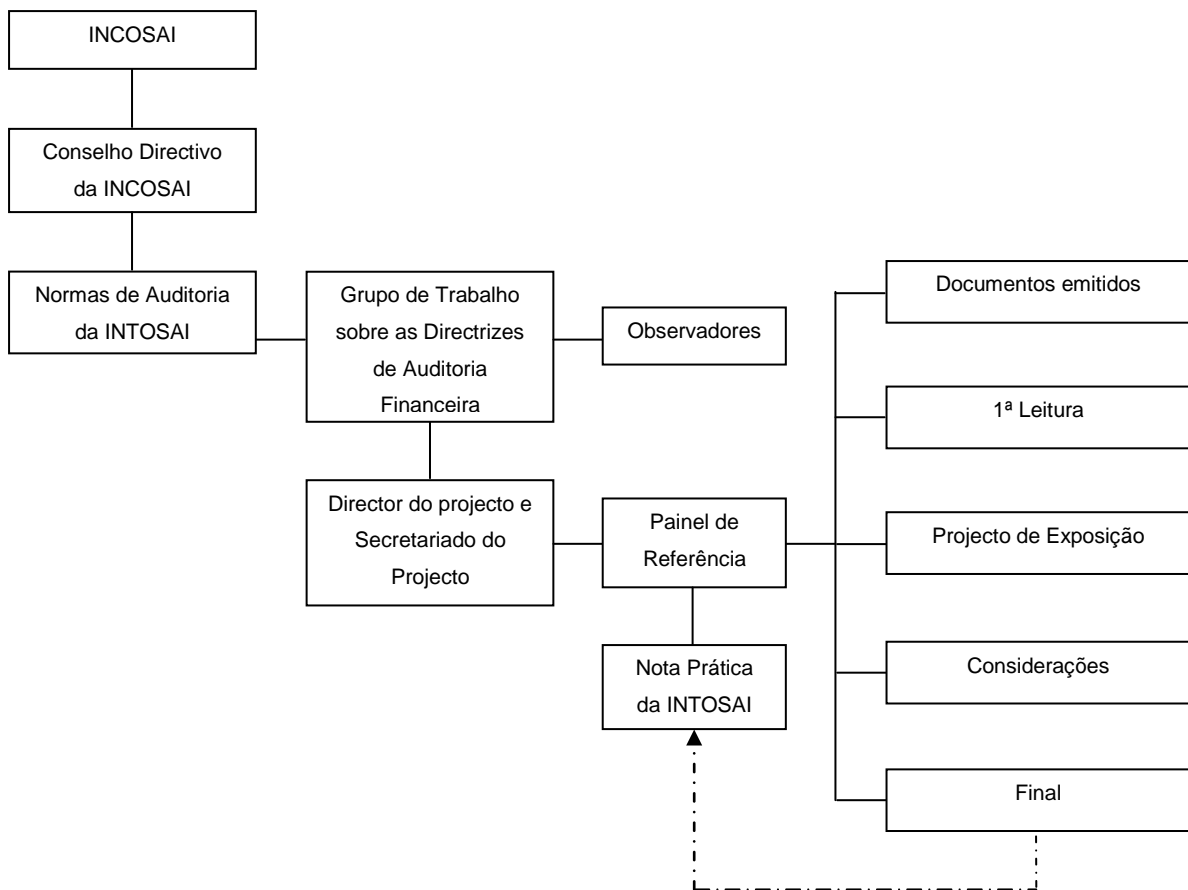 INCOSAI
Conselho Directivo
da INCOSAI
Normas de Auditoria
da INTOSAI
Grupo de Trabalho
sobre as Directrizes
de Auditoria
Financeira
Observadores
Director do projecto e
Secretariado do
Projecto
Painel de
Referência
Nota Prática
da INTOSAI
Documentos emitidos
1ª Leitura
Projecto de Exposição
Considerações
Final